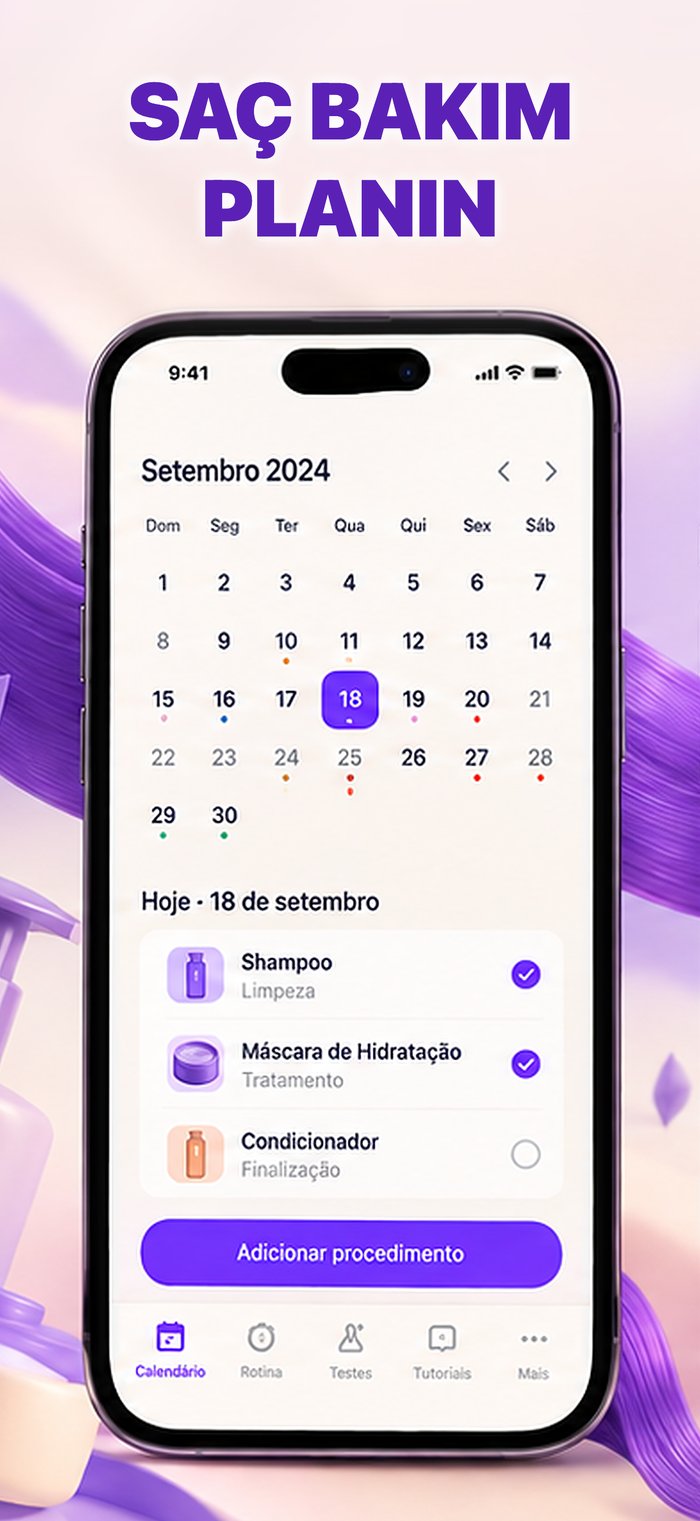 SAÇ BAKIM
PLANIN
9:41
Setembro 2024
Dom Seg Ter Qua Qui Sex Sáb
1 2 3 4 5 6 7
8 9 10 11 12 13 14
15 16 17 18 19 20 21
22 23 24 25 26 27 28
29 30
Hoje · 18 de setembro
Shampoo
Limpeza
Máscara de Hidratação
Tratamento
Condicionador
Finalização
Adicionar procedimento
Calendário Rotina Testes Tutoriais Mais